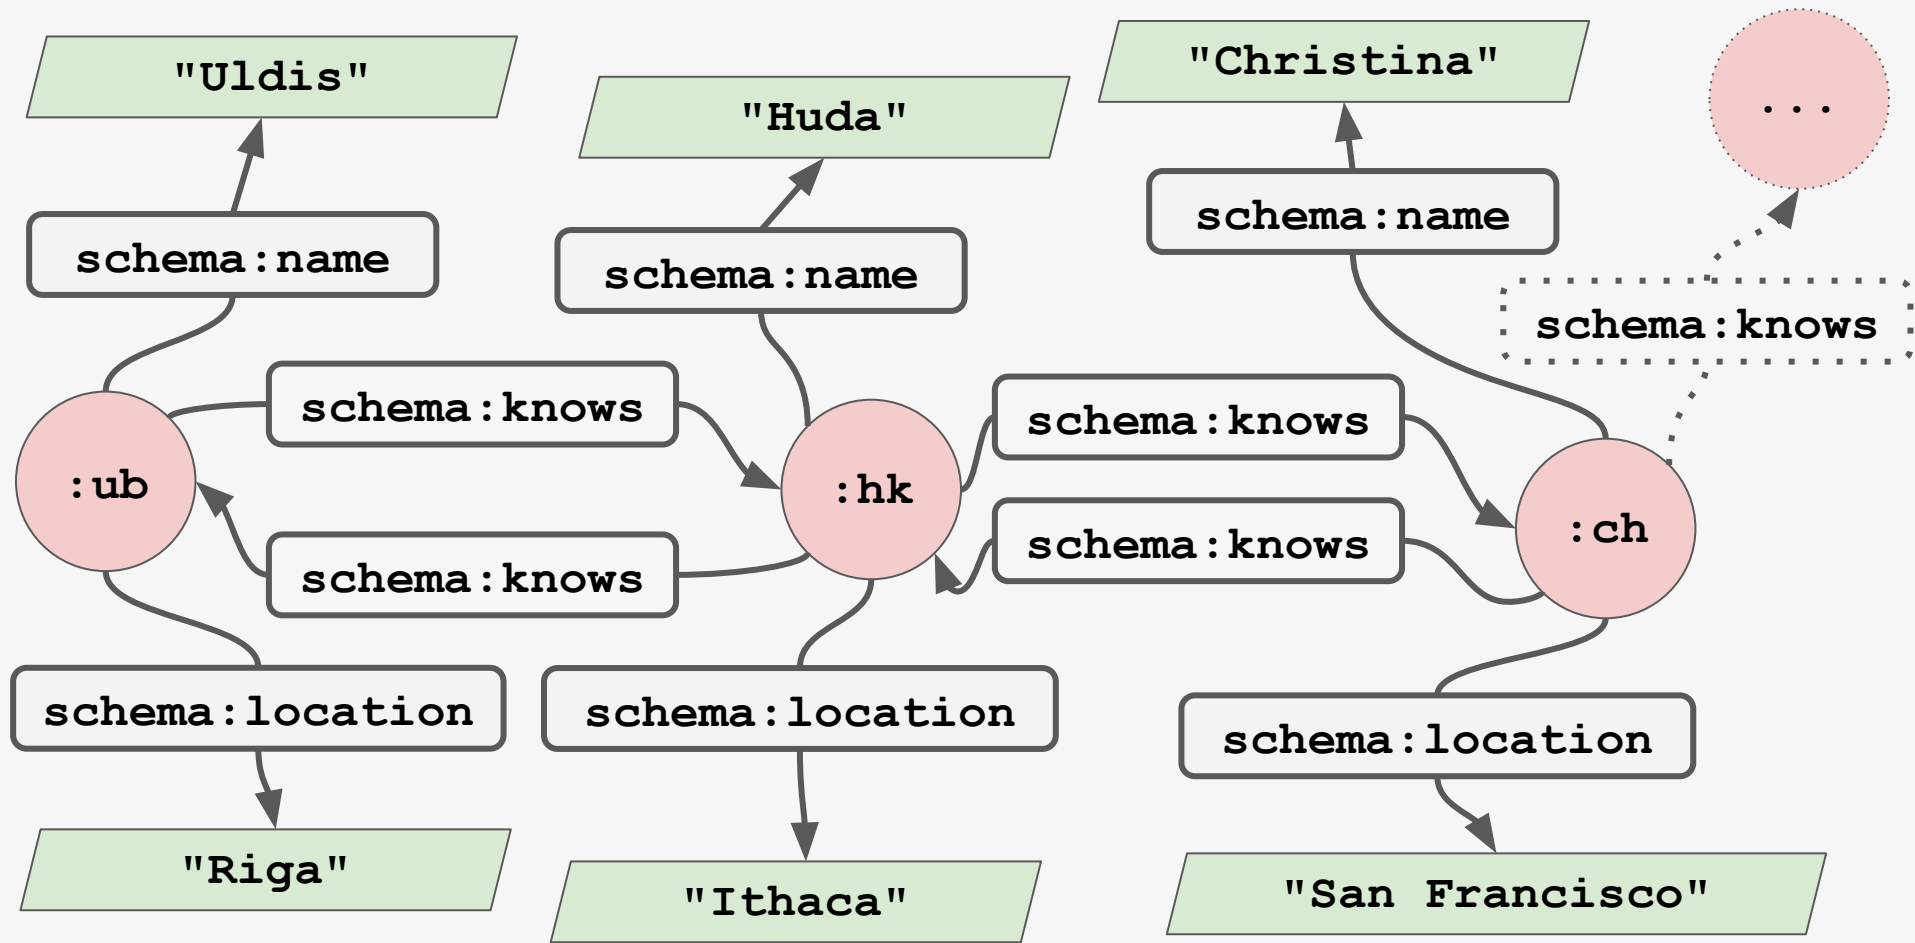 "Uldis"
"Huda"
"Christina"
...
schema:name
schema:name
schema:name
schema:knows
schema:knows
schema:knows
:ub
:hk
:ch
schema:knows
schema:knows
schema:location
schema:location
schema:location
"Riga"
"Ithaca"
"San Francisco"